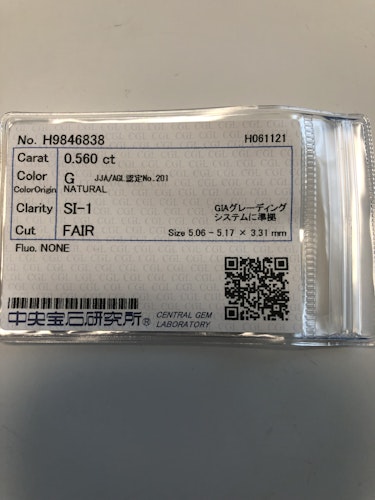 No. H9846838 H061121
Carat 0.560 ct
Color G JJA/AGL認定No.201
ColorOrigin NATURAL
Clarity SI-1 GIAグレーディング
システムに準拠
Cut FAIR Size 5.06 - 5.17 × 3.31 mm
Fluo. NONE
中央宝石研究所® CENTRAL GEM
LABORATORY